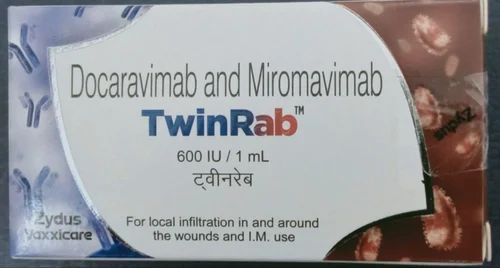 Docaravimab and Miromavimab
TwinRab™
600 IU / 1 mL
ट्वीनरेब
Zydus
Vaxxicare
For local infiltration in and around
the wounds and I.M. use
Zydus